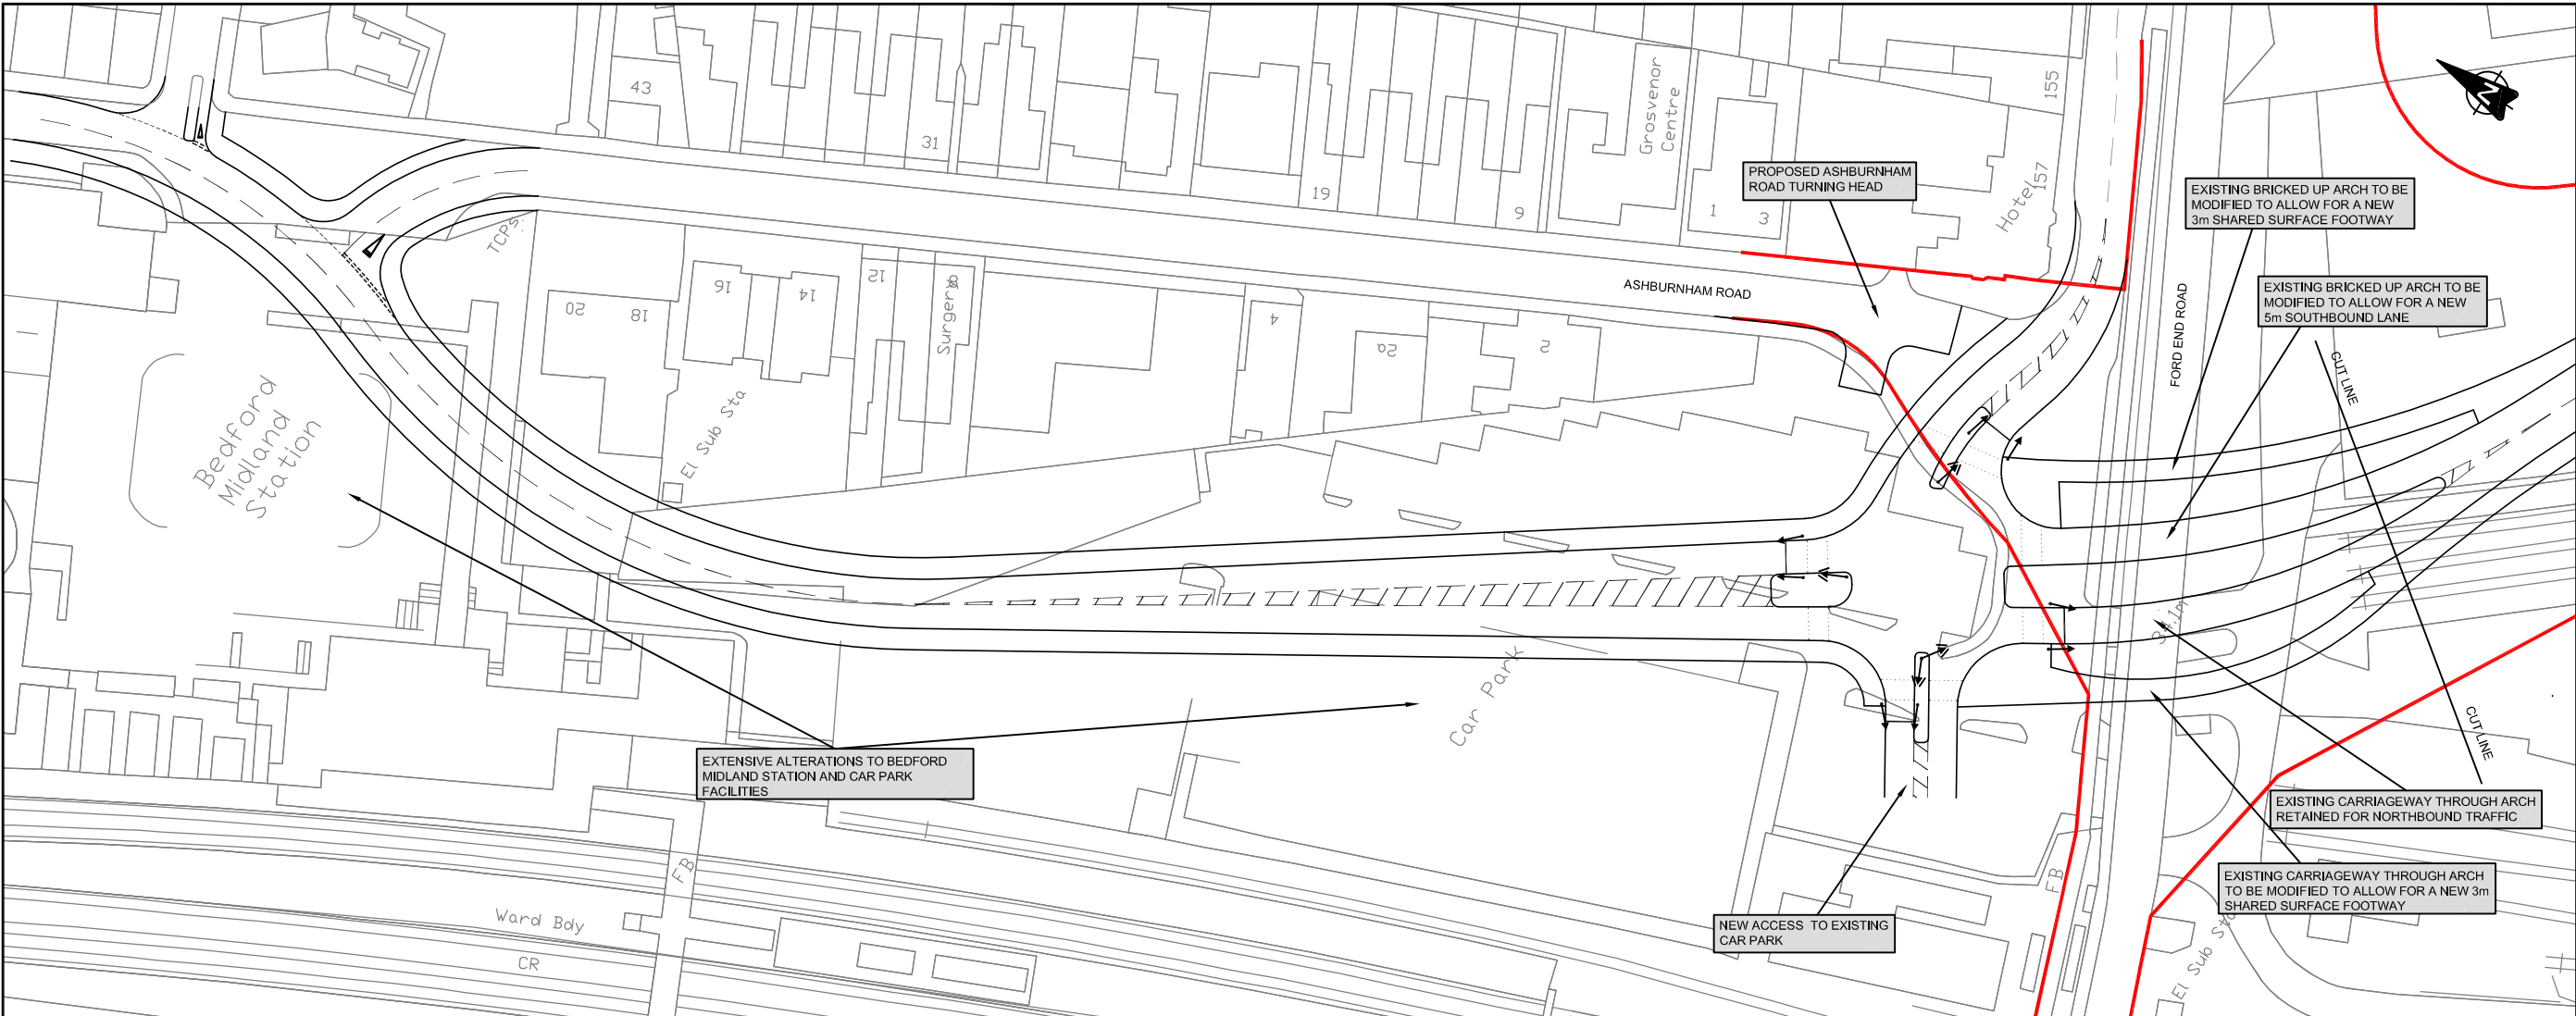 43
31
19
9
Grosvenor
Centre
1
3
155
157
Hotel
N
PROPOSED ASHBURNHAM
ROAD TURNING HEAD
EXISTING BRICKED UP ARCH TO BE
MODIFIED TO ALLOW FOR A NEW
3m SHARED SURFACE FOOTWAY
EXISTING BRICKED UP ARCH TO BE
MODIFIED TO ALLOW FOR A NEW
5m SOUTHBOUND LANE
TCPs
20
18
16
14
12
8
Surgery
4
2a
2
ASHBURNHAM ROAD
FORD END ROAD
CUT LINE
Bedford
Midland
Station
El Sub Sta
Car Park
34.1m
CUT LINE
EXTENSIVE ALTERATIONS TO BEDFORD
MIDLAND STATION AND CAR PARK
FACILITIES
EXISTING CARRIAGEWAY THROUGH ARCH
RETAINED FOR NORTHBOUND TRAFFIC
EXISTING CARRIAGEWAY THROUGH ARCH
TO BE MODIFIED TO ALLOW FOR A NEW 3m
SHARED SURFACE FOOTWAY
NEW ACCESS TO EXISTING
CAR PARK
FB
FB
Ward Bdy
CR
El Sub Sta